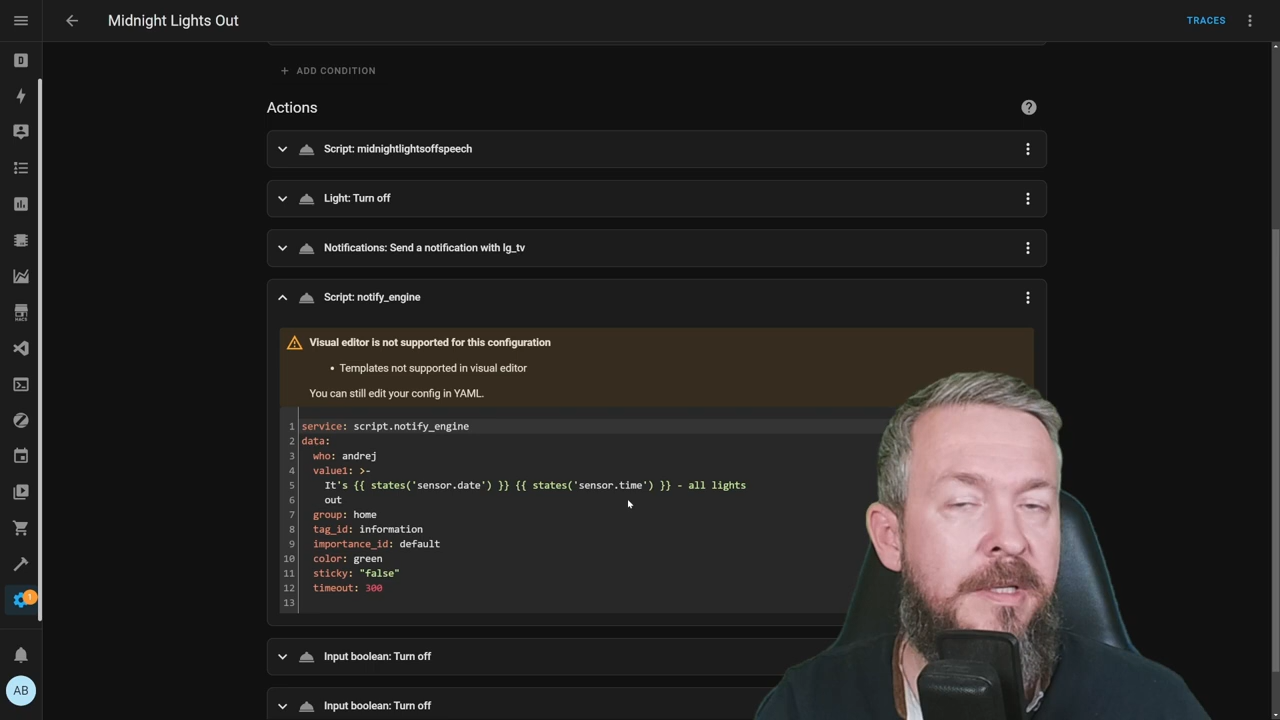 Midnight Lights Out
TRACES
D
ADD CONDITION
Actions
Script: midnightlightsoffspeech
Light: Turn off
Notifications: Send a notification with lg_tv
Script: notify_engine
Visual editor is not supported for this configuration
• Templates not supported in visual editor
You can still edit your config in YAML.
1 service: script.notify_engine
2 data:
3 who: andrej
4 value1: >-
5 It's {{ states('sensor.date') }} {{ states('sensor.time') }} - all lights
6 out
7 group: home
8 tag_id: information
9 importance_id: default
10 color: green
11 sticky: "false"
12 timeout: 300
13
Input boolean: Turn off
Input boolean: Turn off
HACS
1
AB